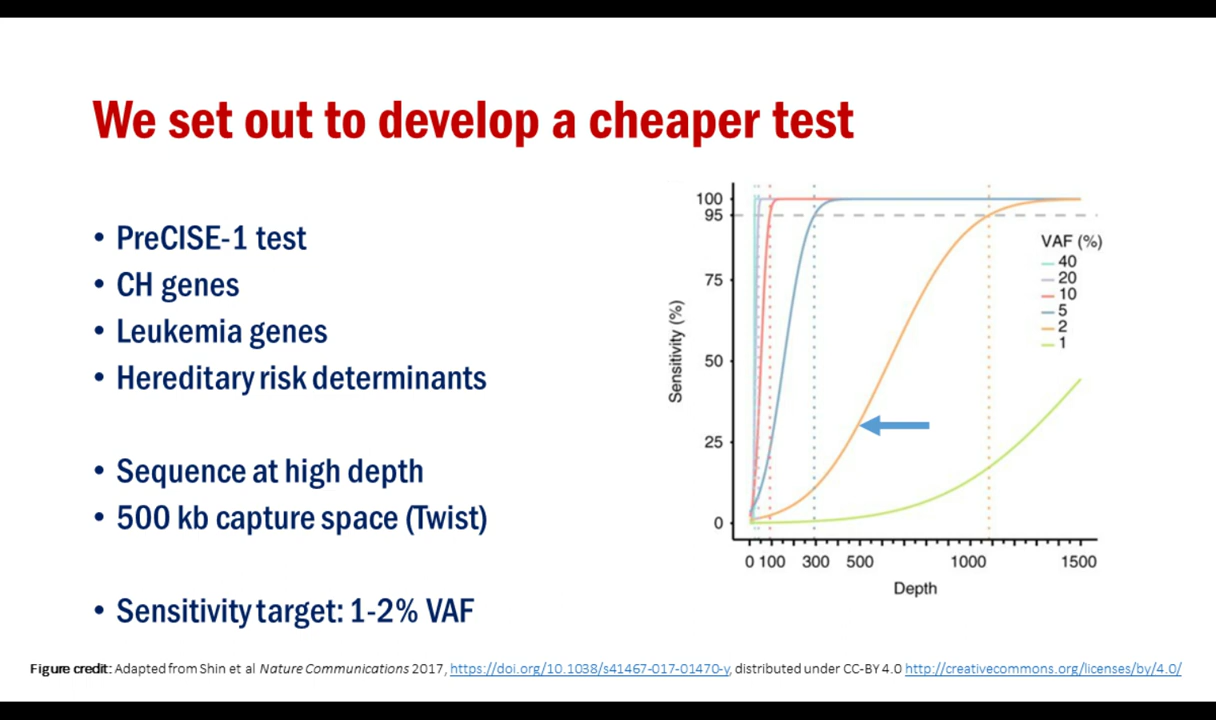 We set out to develop a cheaper test
• PreCISE-1 test
• CH genes
• Leukemia genes
• Hereditary risk determinants
• Sequence at high depth
• 500 kb capture space (Twist)
• Sensitivity target: 1-2% VAF
100
95
75
50
25
0
Sensitivity (%)
0 100 300 500 1000 1500
Depth
VAF (%)
40
20
10
5
2
1
Figure credit: Adapted from Shin et al Nature Communications 2017, https://doi.org/10.1038/s41467-017-01470-y, distributed under CC-BY 4.0 http://creativecommons.org/licenses/by/4.0/